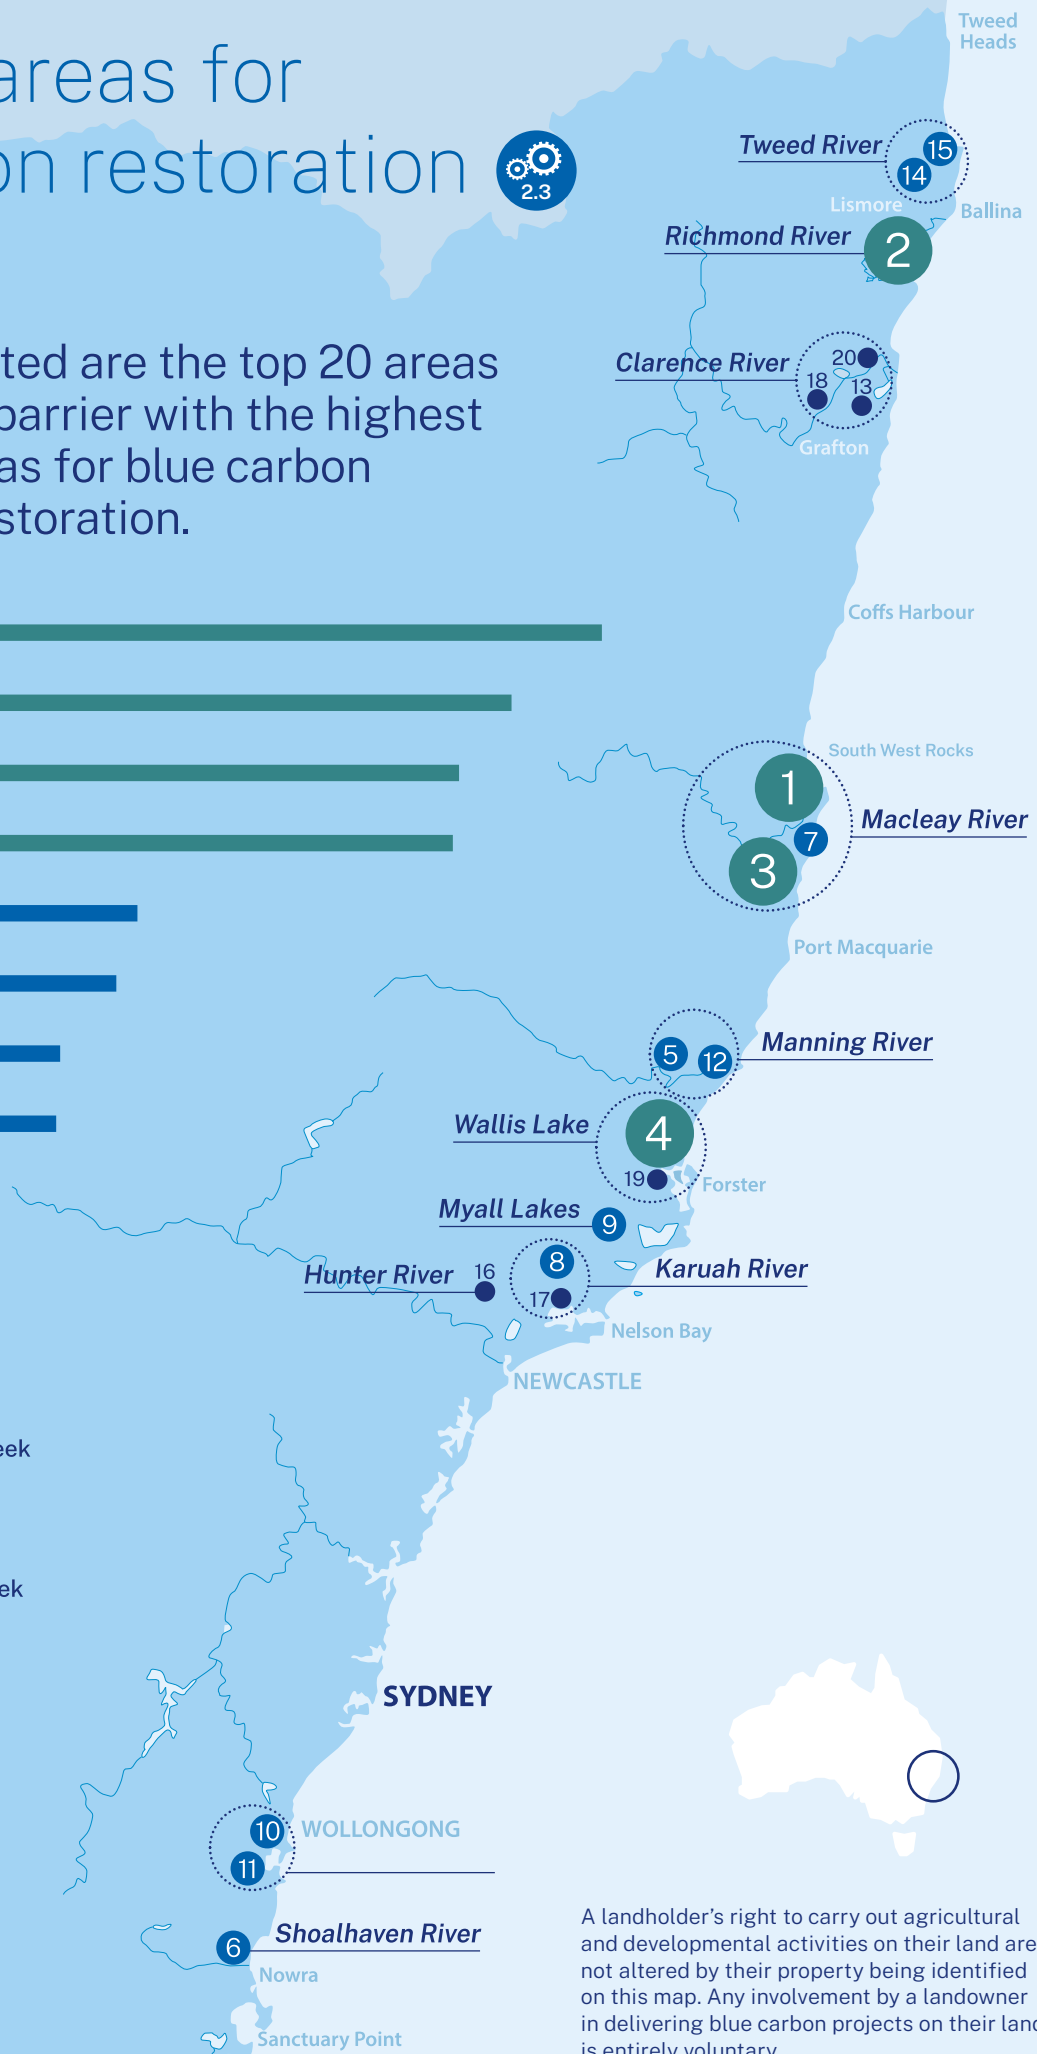 areas for
on restoration
2.3
ted are the top 20 areas
barrier with the highest
as for blue carbon
storation.
Tweed
Heads
Tweed River
15
14
Lismore
Ballina
Richmond River
2
Clarence River
20
18
13
Grafton
Coffs Harbour
South West Rocks
1
Macleay River
7
3
Port Macquarie
Manning River
5
12
Wallis Lake
4
19
Forster
Myall Lakes
9
8
Karuah River
Hunter River
16
17
Nelson Bay
NEWCASTLE
eek
ek
SYDNEY
10
WOLLONGONG
11
Shoalhaven River
6
Nowra
Sanctuary Point
A landholder’s right to carry out agricultural
and developmental activities on their land are
not altered by their property being identified
on this map. Any involvement by a landowner
in delivering blue carbon projects on their land
is entirely voluntary